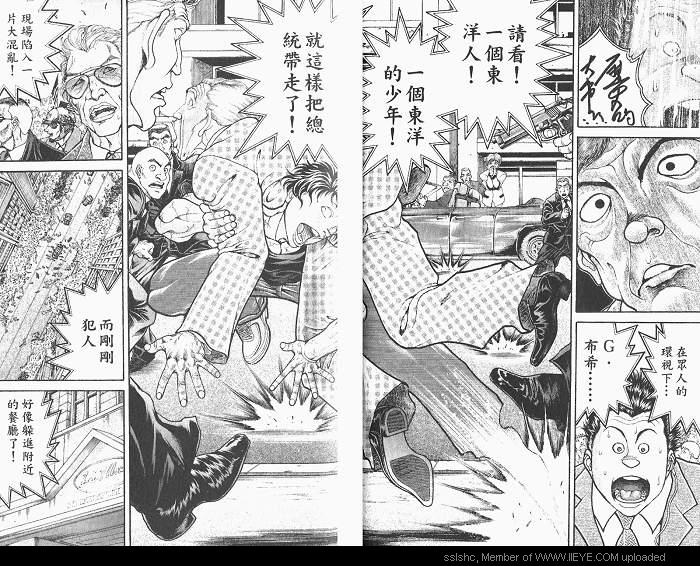 在眾人的
環視下…
G．
布希……
請看！
一個東
洋人！
一個東洋
的少年！
就這樣把總
統帶走了！
現場陷入一
片大混亂！
而剛剛
犯人
好像躲進附近
的餐廳了！
sslshc, Member of WWW.IIEYE.COM uploaded